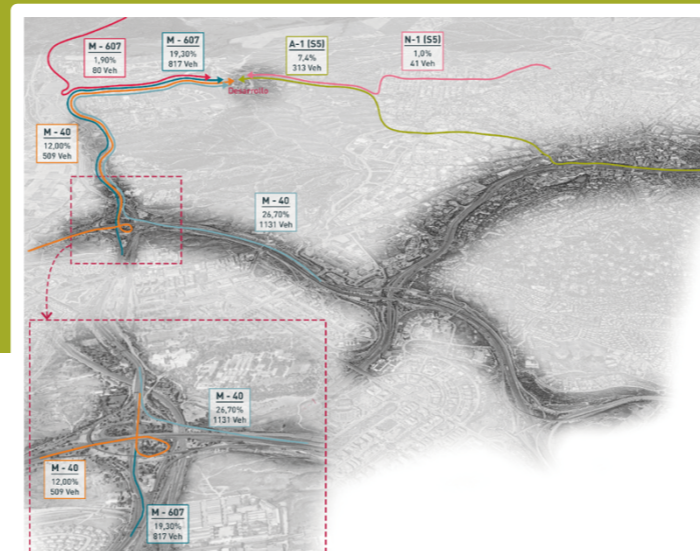 M - 607
1,90%
80 Veh
M - 607
19,30%
817 Veh
A-1 (S5)
7,4%
313 Veh
N-1 (S5)
1,0%
41 Veh
Desarrollo
M - 40
12,00%
509 Veh
M - 40
26,70%
1131 Veh
M - 40
26,70%
1131 Veh
M - 40
12,00%
509 Veh
M - 607
19,30%
817 Veh